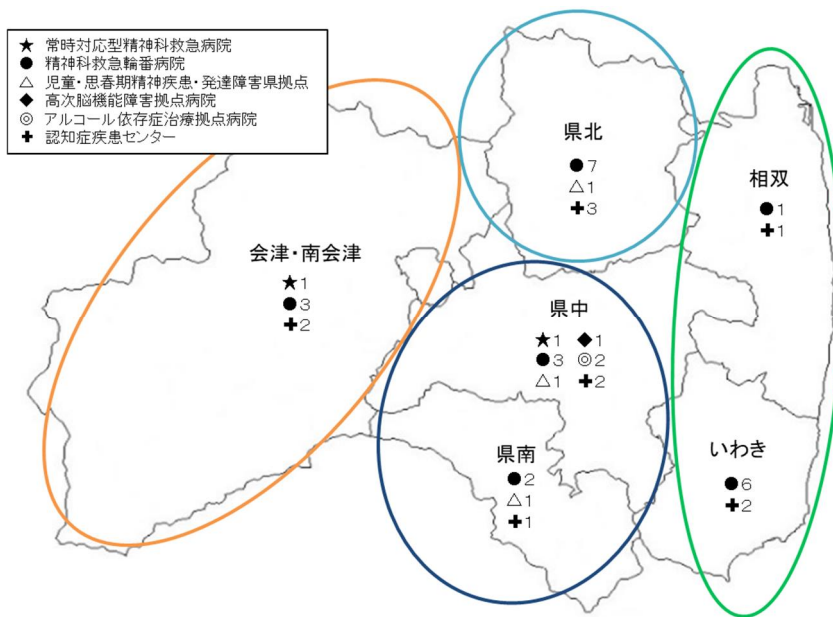 ★ 常時対応型精神科救急病院
● 精神科救急輪番病院
△ 児童・思春期精神疾患・発達障害県拠点
◆ 高次脳機能障害拠点病院
◎ アルコール依存症治療拠点病院
✚ 認知症疾患センター
県北
●7
△1
✚3
相双
●1
✚1
会津・南会津
★1
●3
✚2
県中
★1 ◆1
●3 ◎2
△1 ✚2
県南
●2
△1
✚1
いわき
●6
✚2